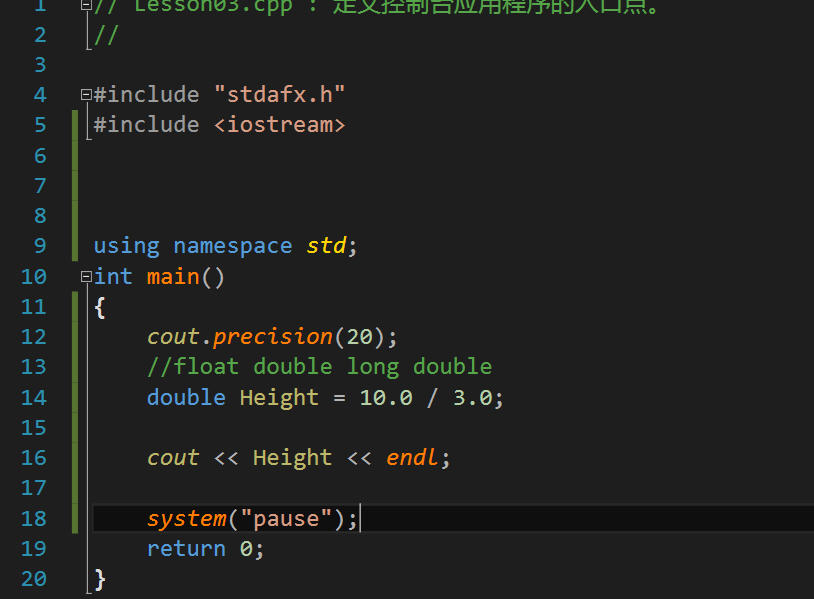 1 // Lesson03.cpp : 定义控制台应用程序的入口点。
2 //
3
4 #include "stdafx.h"
5 #include <iostream>
6
7
8
9 using namespace std;
10 int main()
11 {
12 cout.precision(20);
13 //float double long double
14 double Height = 10.0 / 3.0;
15
16 cout << Height << endl;
17
18 system("pause");
19 return 0;
20 }